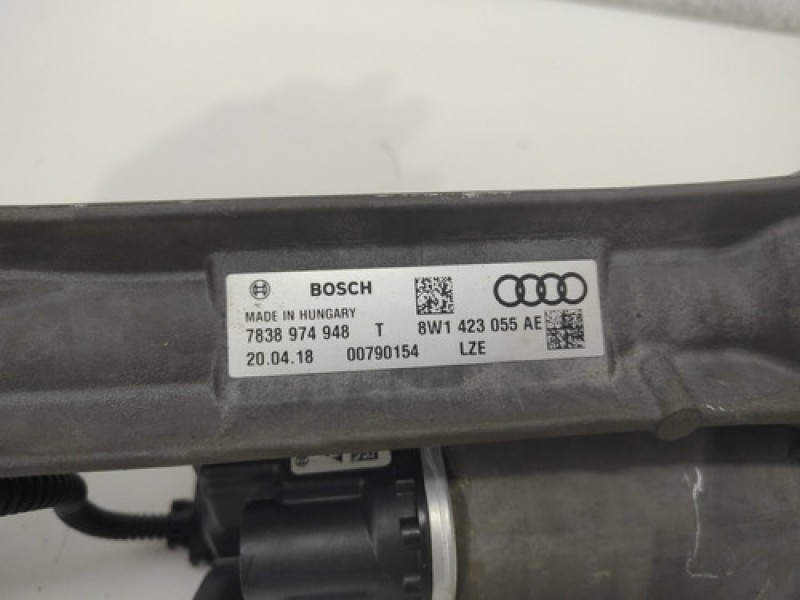 BOSCH
MADE IN HUNGARY
7838 974 948 T 8W1 423 055 AE
20.04.18 00790154 LZE